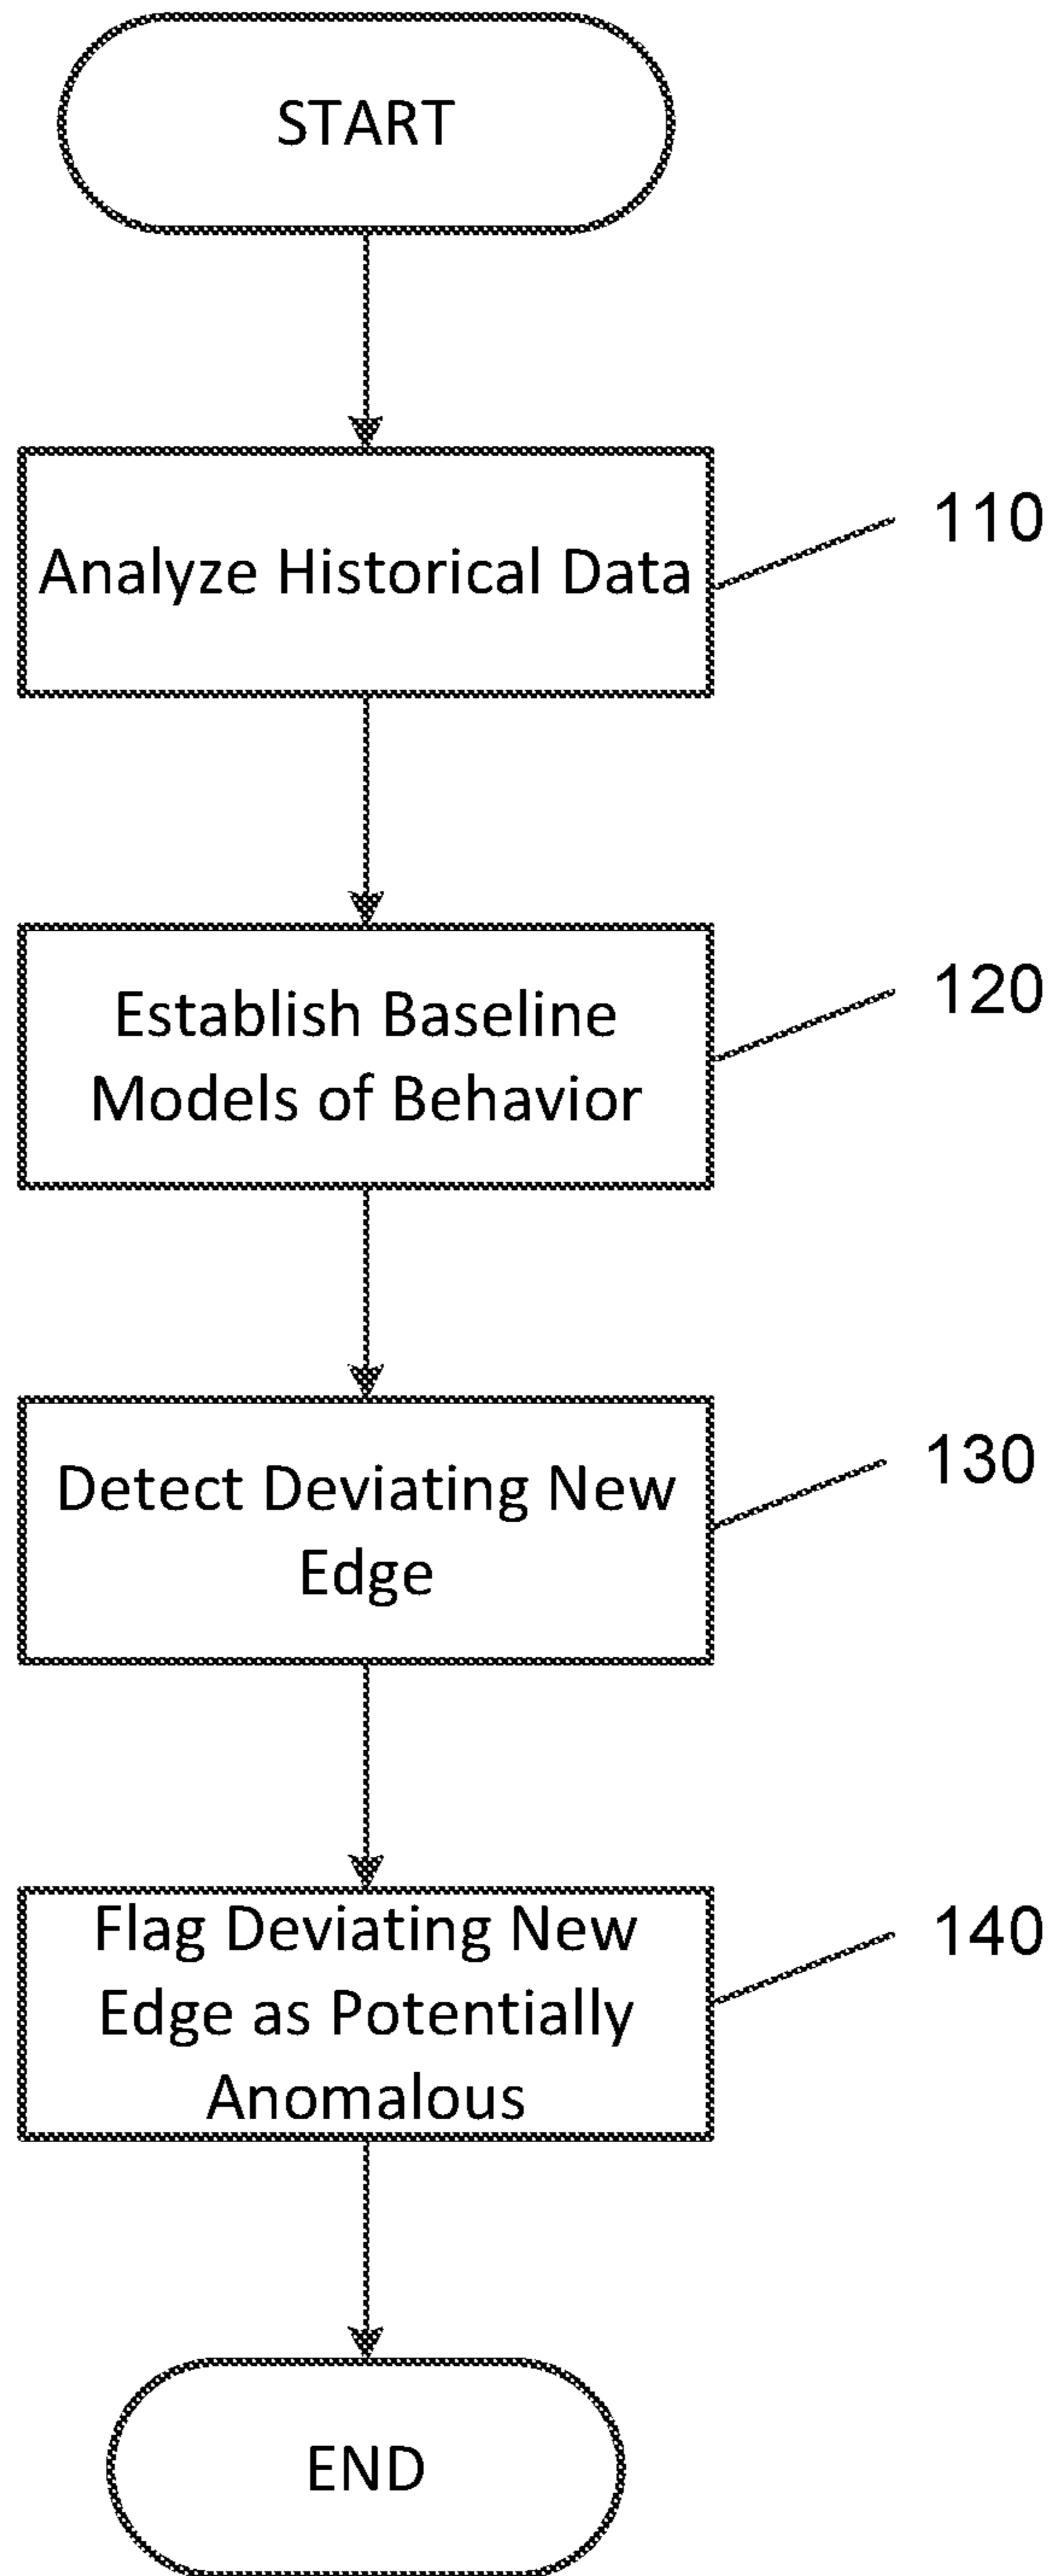 START
Analyze Historical Data
110
Establish Baseline
Models of Behavior
120
Detect Deviating New
Edge
130
Flag Deviating New
Edge as Potentially
Anomalous
140
END